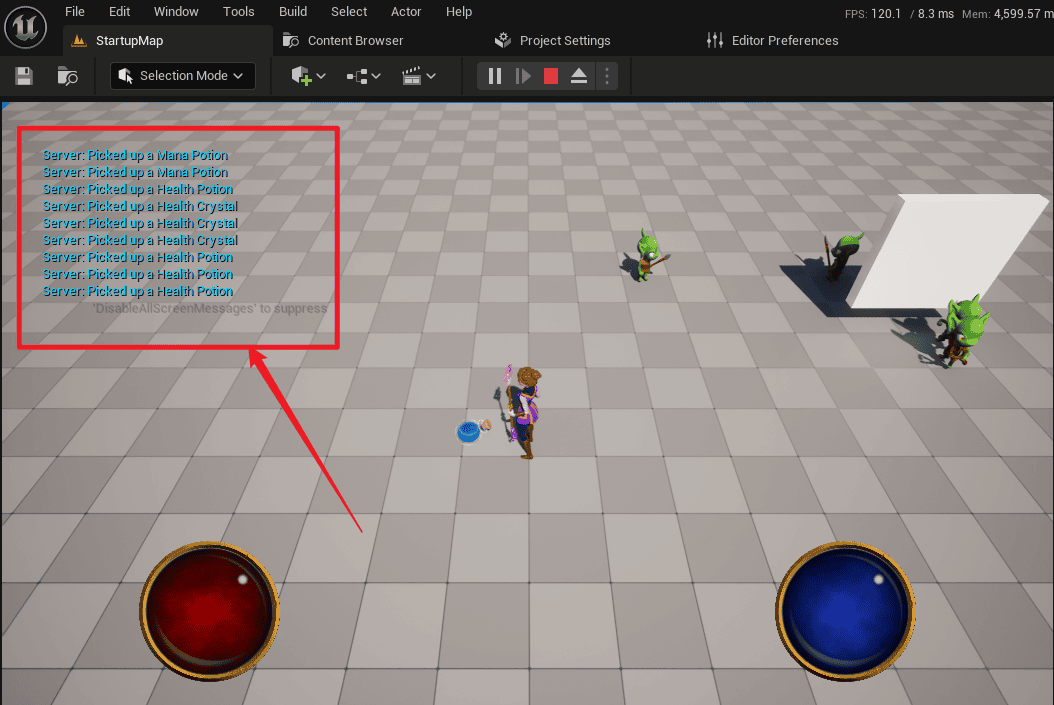 File Edit Window Tools Build Select Actor Help
FPS: 120.1 / 8.3 ms Mem: 4,599.57 m
StartupMap Content Browser Project Settings Editor Preferences
Selection Mode
Server: Picked up a Mana Potion
Server: Picked up a Mana Potion
Server: Picked up a Health Potion
Server: Picked up a Health Crystal
Server: Picked up a Health Crystal
Server: Picked up a Health Crystal
Server: Picked up a Health Potion
Server: Picked up a Health Potion
Server: Picked up a Health Potion
'DisableAllScreenMessages' to suppress